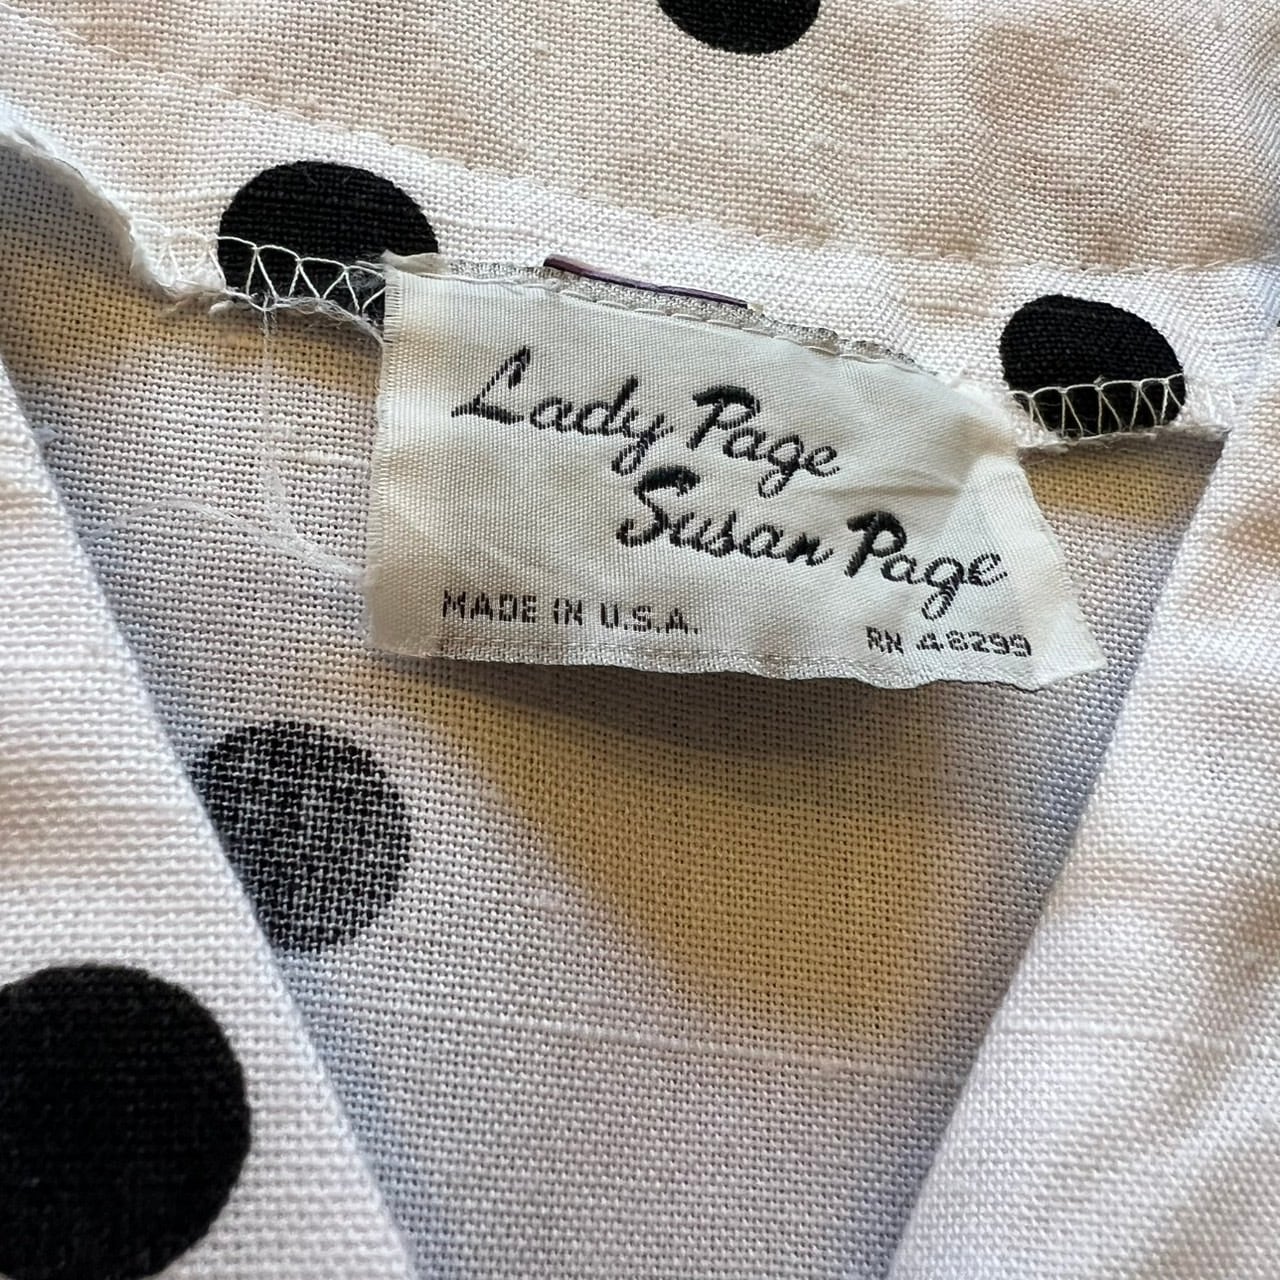 Lady Page
Susan Page
MADE IN U.S.A.
RN 48299